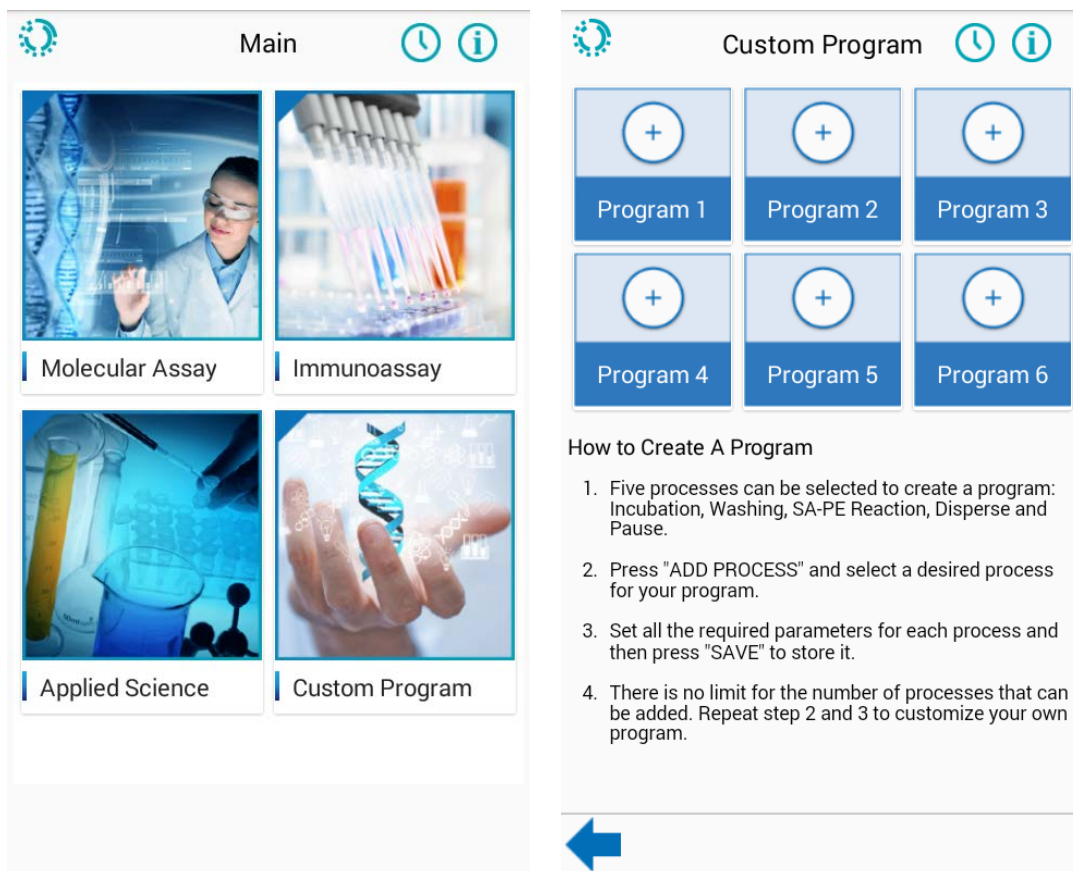 Main
Molecular Assay
Immunoassay
Applied Science
Custom Program
Custom Program
Program 1
Program 2
Program 3
Program 4
Program 5
Program 6
How to Create A Program
1. Five processes can be selected to create a program:
Incubation, Washing, SA-PE Reaction, Disperse and
Pause.
2. Press "ADD PROCESS" and select a desired process
for your program.
3. Set all the required parameters for each process and
then press "SAVE" to store it.
4. There is no limit for the number of processes that can
be added. Repeat step 2 and 3 to customize your own
program.